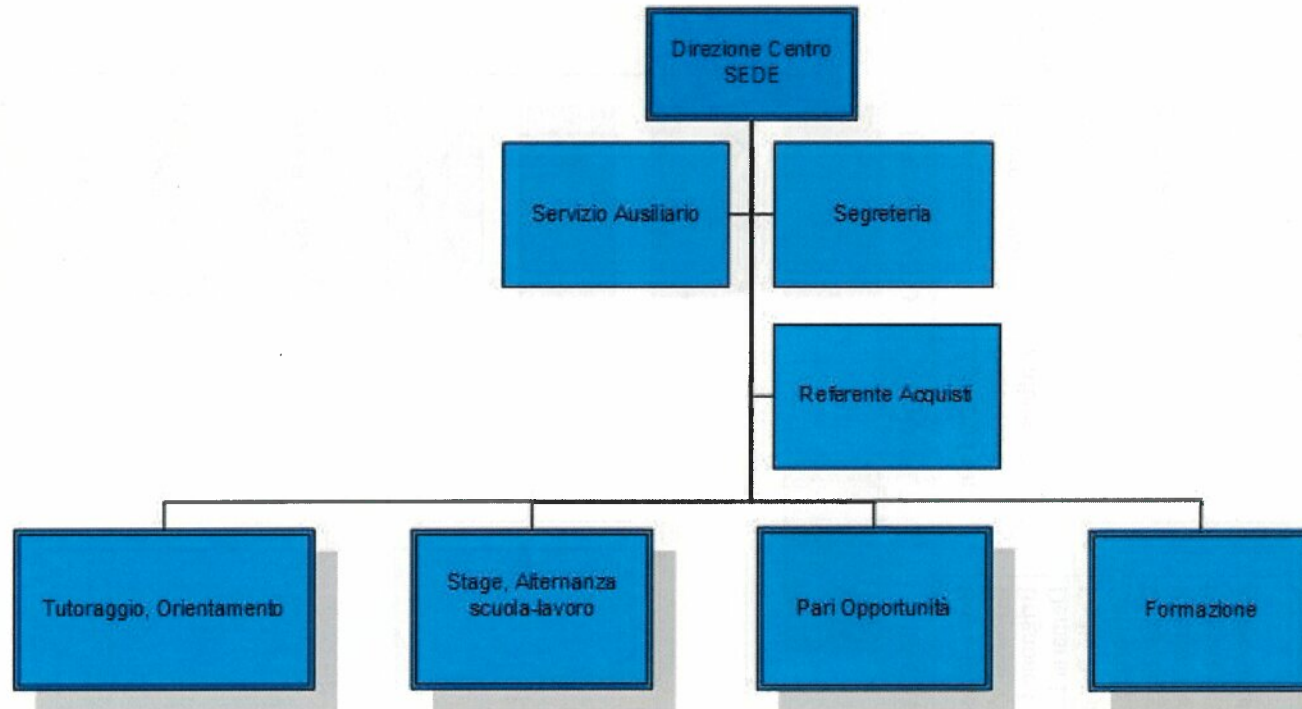 Direzione Centro
SEDE
Servizio Ausiliario
Segreteria
Referente Acquisti
Tutoraggio, Orientamento
Stage, Alternanza
scuola-lavoro
Pari Opportunità
Formazione